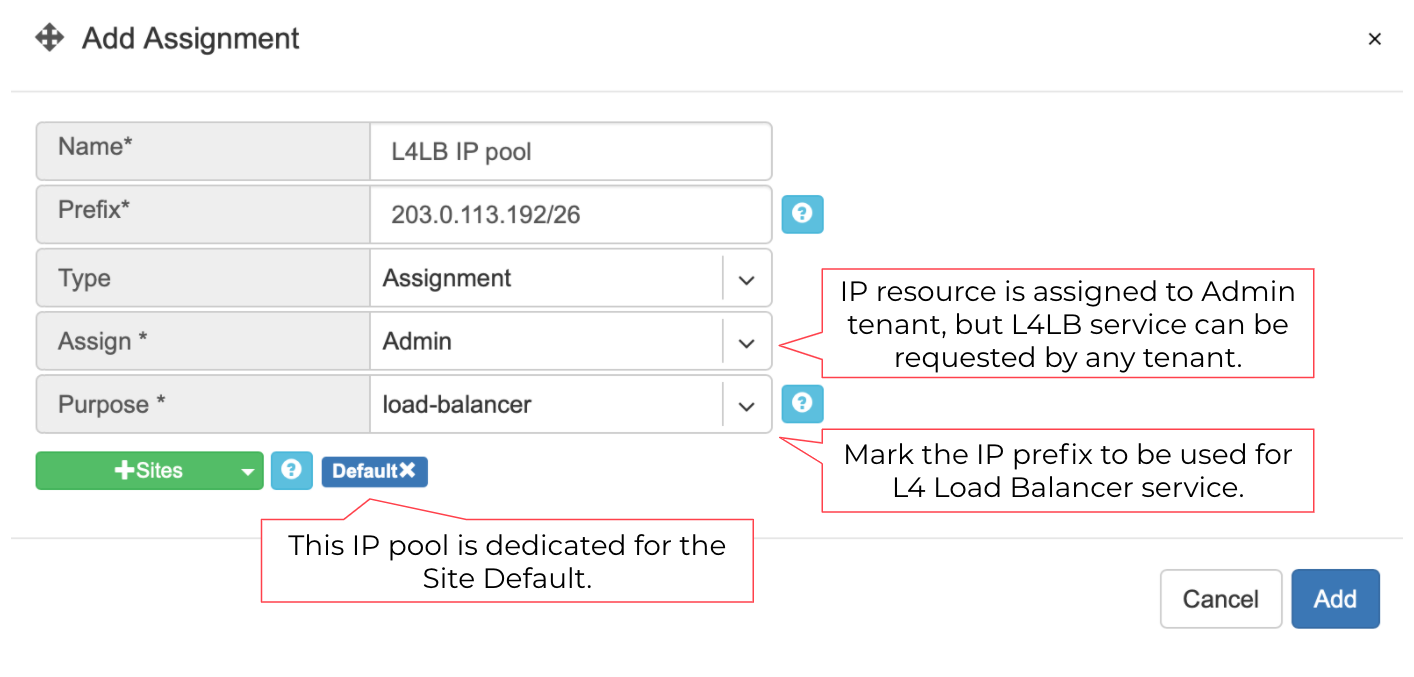 Add Assignment
×
Name*
L4LB IP pool
Prefix*
203.0.113.192/26
?
Type
Assignment
IP resource is assigned to Admin
tenant, but L4LB service can be
requested by any tenant.
Assign *
Admin
Purpose *
load-balancer
?
Mark the IP prefix to be used for
L4 Load Balancer service.
+Sites
?
Default×
This IP pool is dedicated for the
Site Default.
Cancel
Add